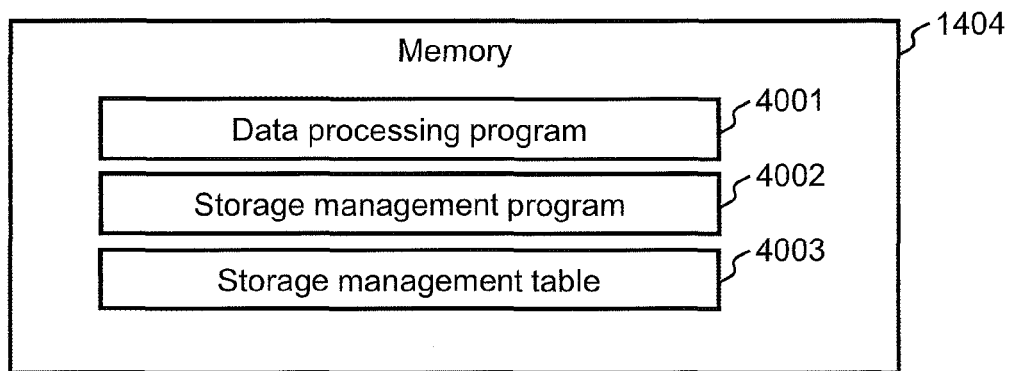 1404
Memory
4001
Data processing program
4002
Storage management program
4003
Storage management table